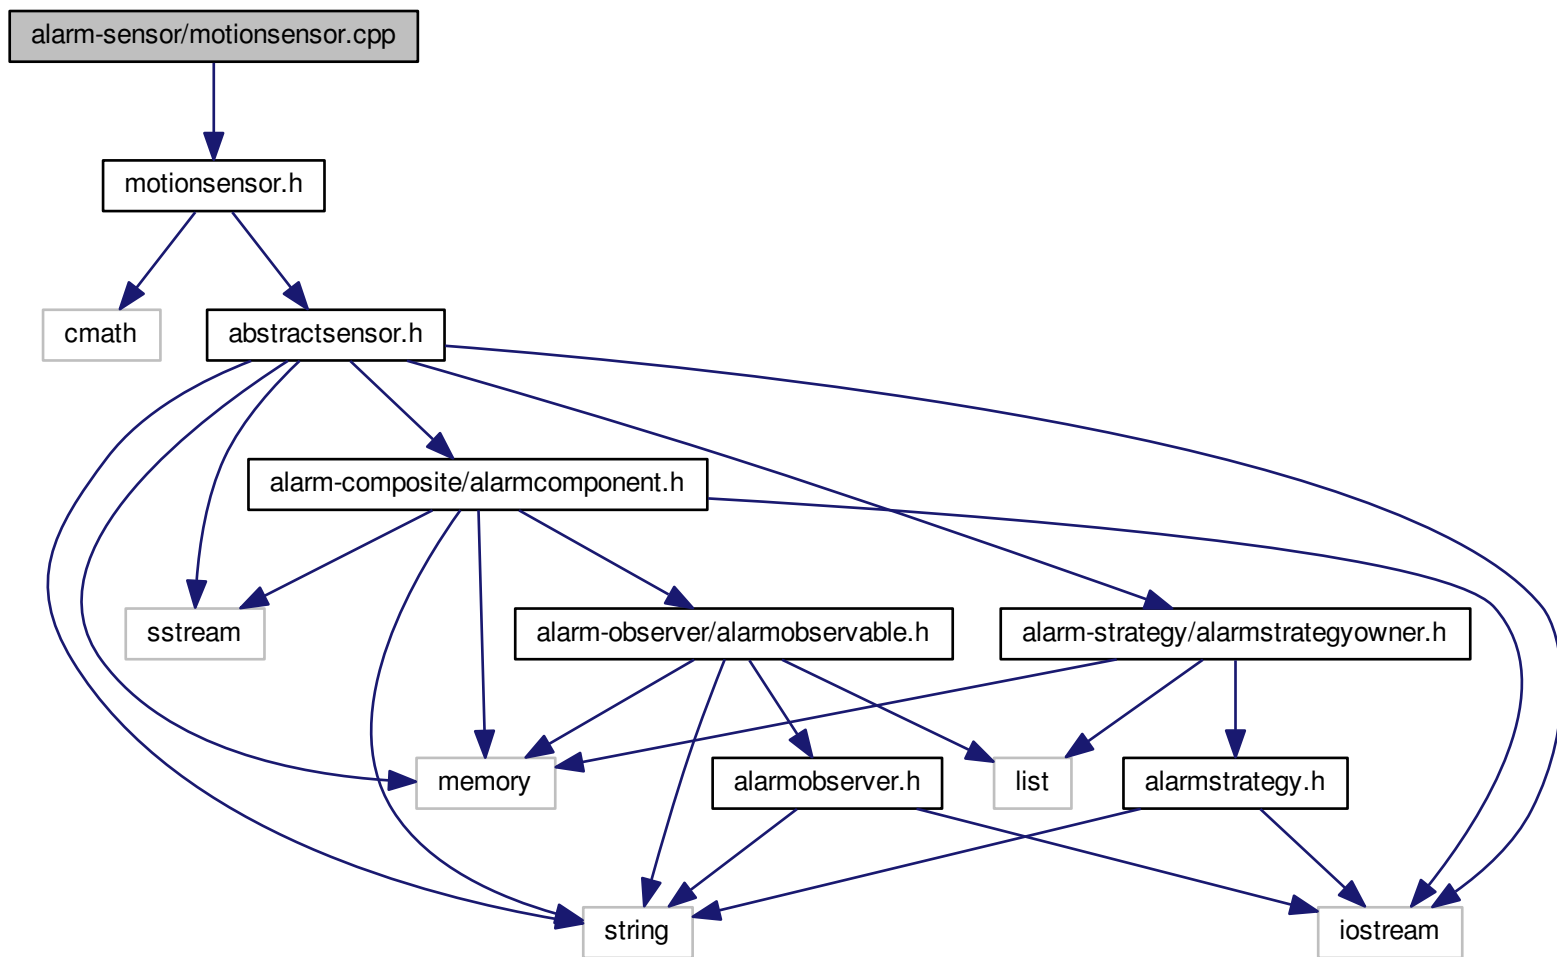 alarm-sensor/motionsensor.cpp
motionsensor.h
cmath
abstractsensor.h
alarm-composite/alarmcomponent.h
sstream
alarm-observer/alarmobservable.h
alarm-strategy/alarmstrategyowner.h
memory
alarmobserver.h
list
alarmstrategy.h
string
iostream